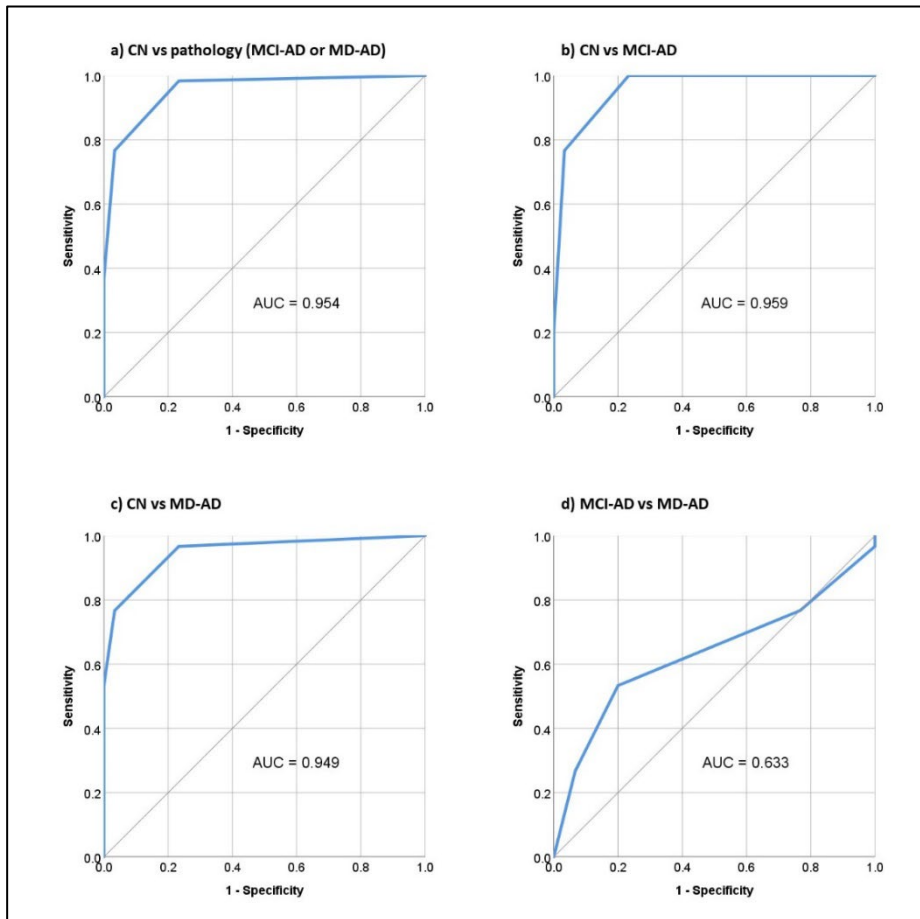 a) CN vs pathology (MCI-AD or MD-AD)
1.0
0.8
0.6
0.4
0.2
0.0
Sensitivity
AUC = 0.954
0.0 0.2 0.4 0.6 0.8 1.0
1 - Specificity
b) CN vs MCI-AD
1.0
0.8
0.6
0.4
0.2
0.0
Sensitivity
AUC = 0.959
0.0 0.2 0.4 0.6 0.8 1.0
1 - Specificity
c) CN vs MD-AD
1.0
0.8
0.6
0.4
0.2
0.0
Sensitivity
AUC = 0.949
0.0 0.2 0.4 0.6 0.8 1.0
1 - Specificity
d) MCI-AD vs MD-AD
1.0
0.8
0.6
0.4
0.2
0.0
Sensitivity
AUC = 0.633
0.0 0.2 0.4 0.6 0.8 1.0
1 - Specificity